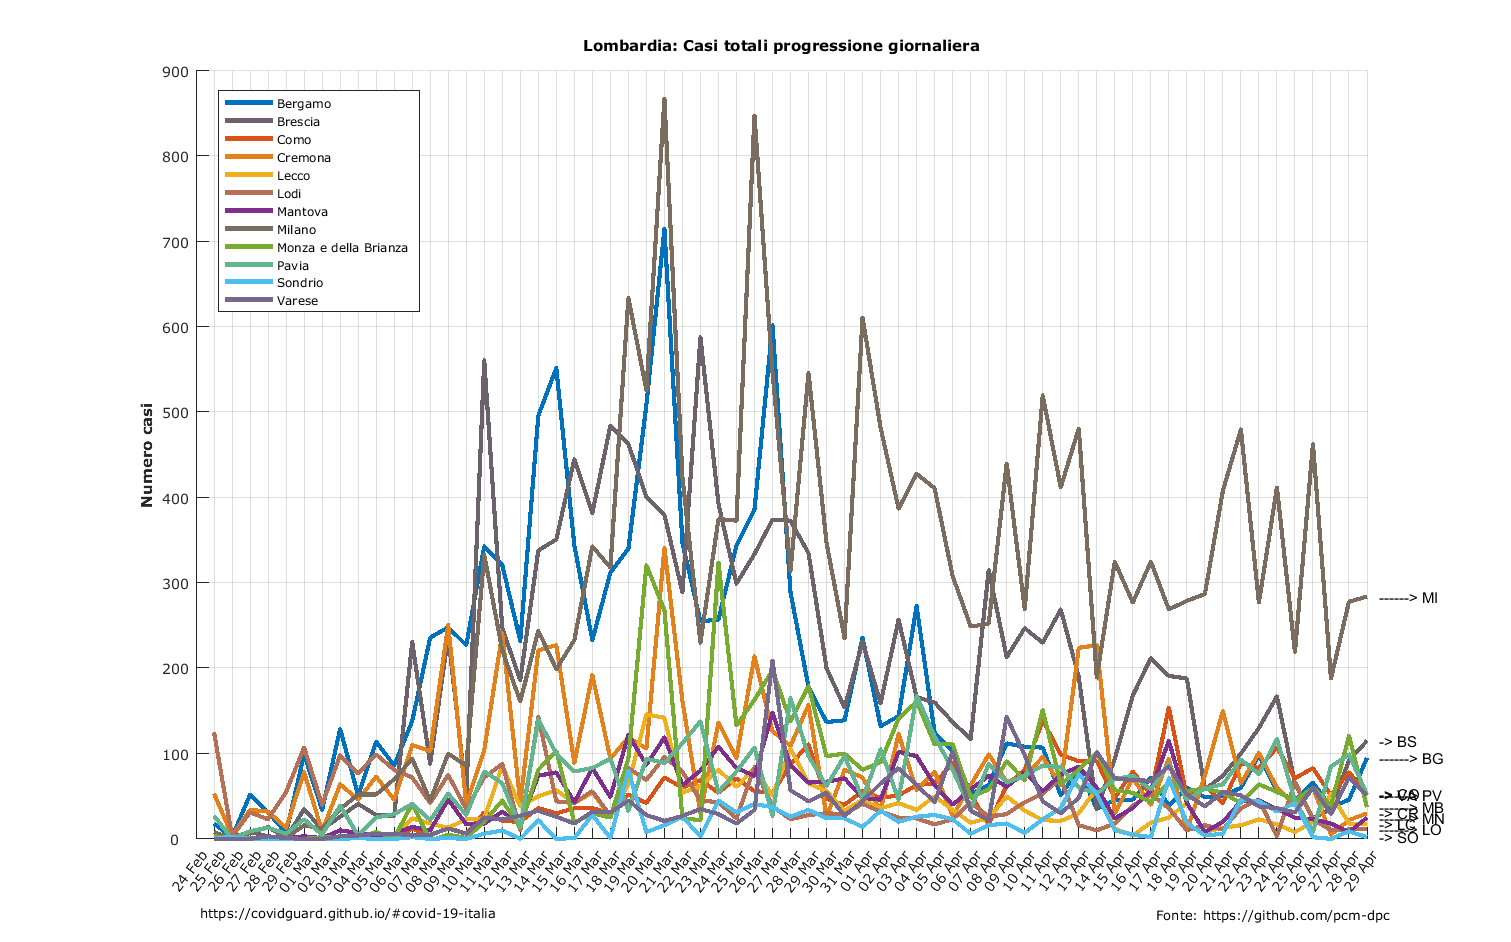 Lombardia: Casi totali progressione giornaliera
Numero casi
900
800
700
600
500
400
300
200
100
0
Bergamo
Brescia
Como
Cremona
Lecco
Lodi
Mantova
Milano
Monza e della Brianza
Pavia
Sondrio
Varese
------> MI
-> BS
------> BG
-> CO
PV
------> MB
-> CR
------> MN
-> LC
------> LO
-> SO
24 Feb
25 Feb
26 Feb
27 Feb
28 Feb
29 Feb
01 Mar
02 Mar
03 Mar
04 Mar
05 Mar
06 Mar
07 Mar
08 Mar
09 Mar
10 Mar
11 Mar
12 Mar
13 Mar
14 Mar
15 Mar
16 Mar
17 Mar
18 Mar
19 Mar
20 Mar
21 Mar
22 Mar
23 Mar
24 Mar
25 Mar
26 Mar
27 Mar
28 Mar
29 Mar
30 Mar
31 Mar
01 Apr
02 Apr
03 Apr
04 Apr
05 Apr
06 Apr
07 Apr
08 Apr
09 Apr
10 Apr
11 Apr
12 Apr
13 Apr
14 Apr
15 Apr
16 Apr
17 Apr
18 Apr
19 Apr
20 Apr
21 Apr
22 Apr
23 Apr
24 Apr
25 Apr
26 Apr
27 Apr
28 Apr
29 Apr
https://covidguard.github.io/#covid-19-italia
Fonte: https://github.com/pcm-dpc